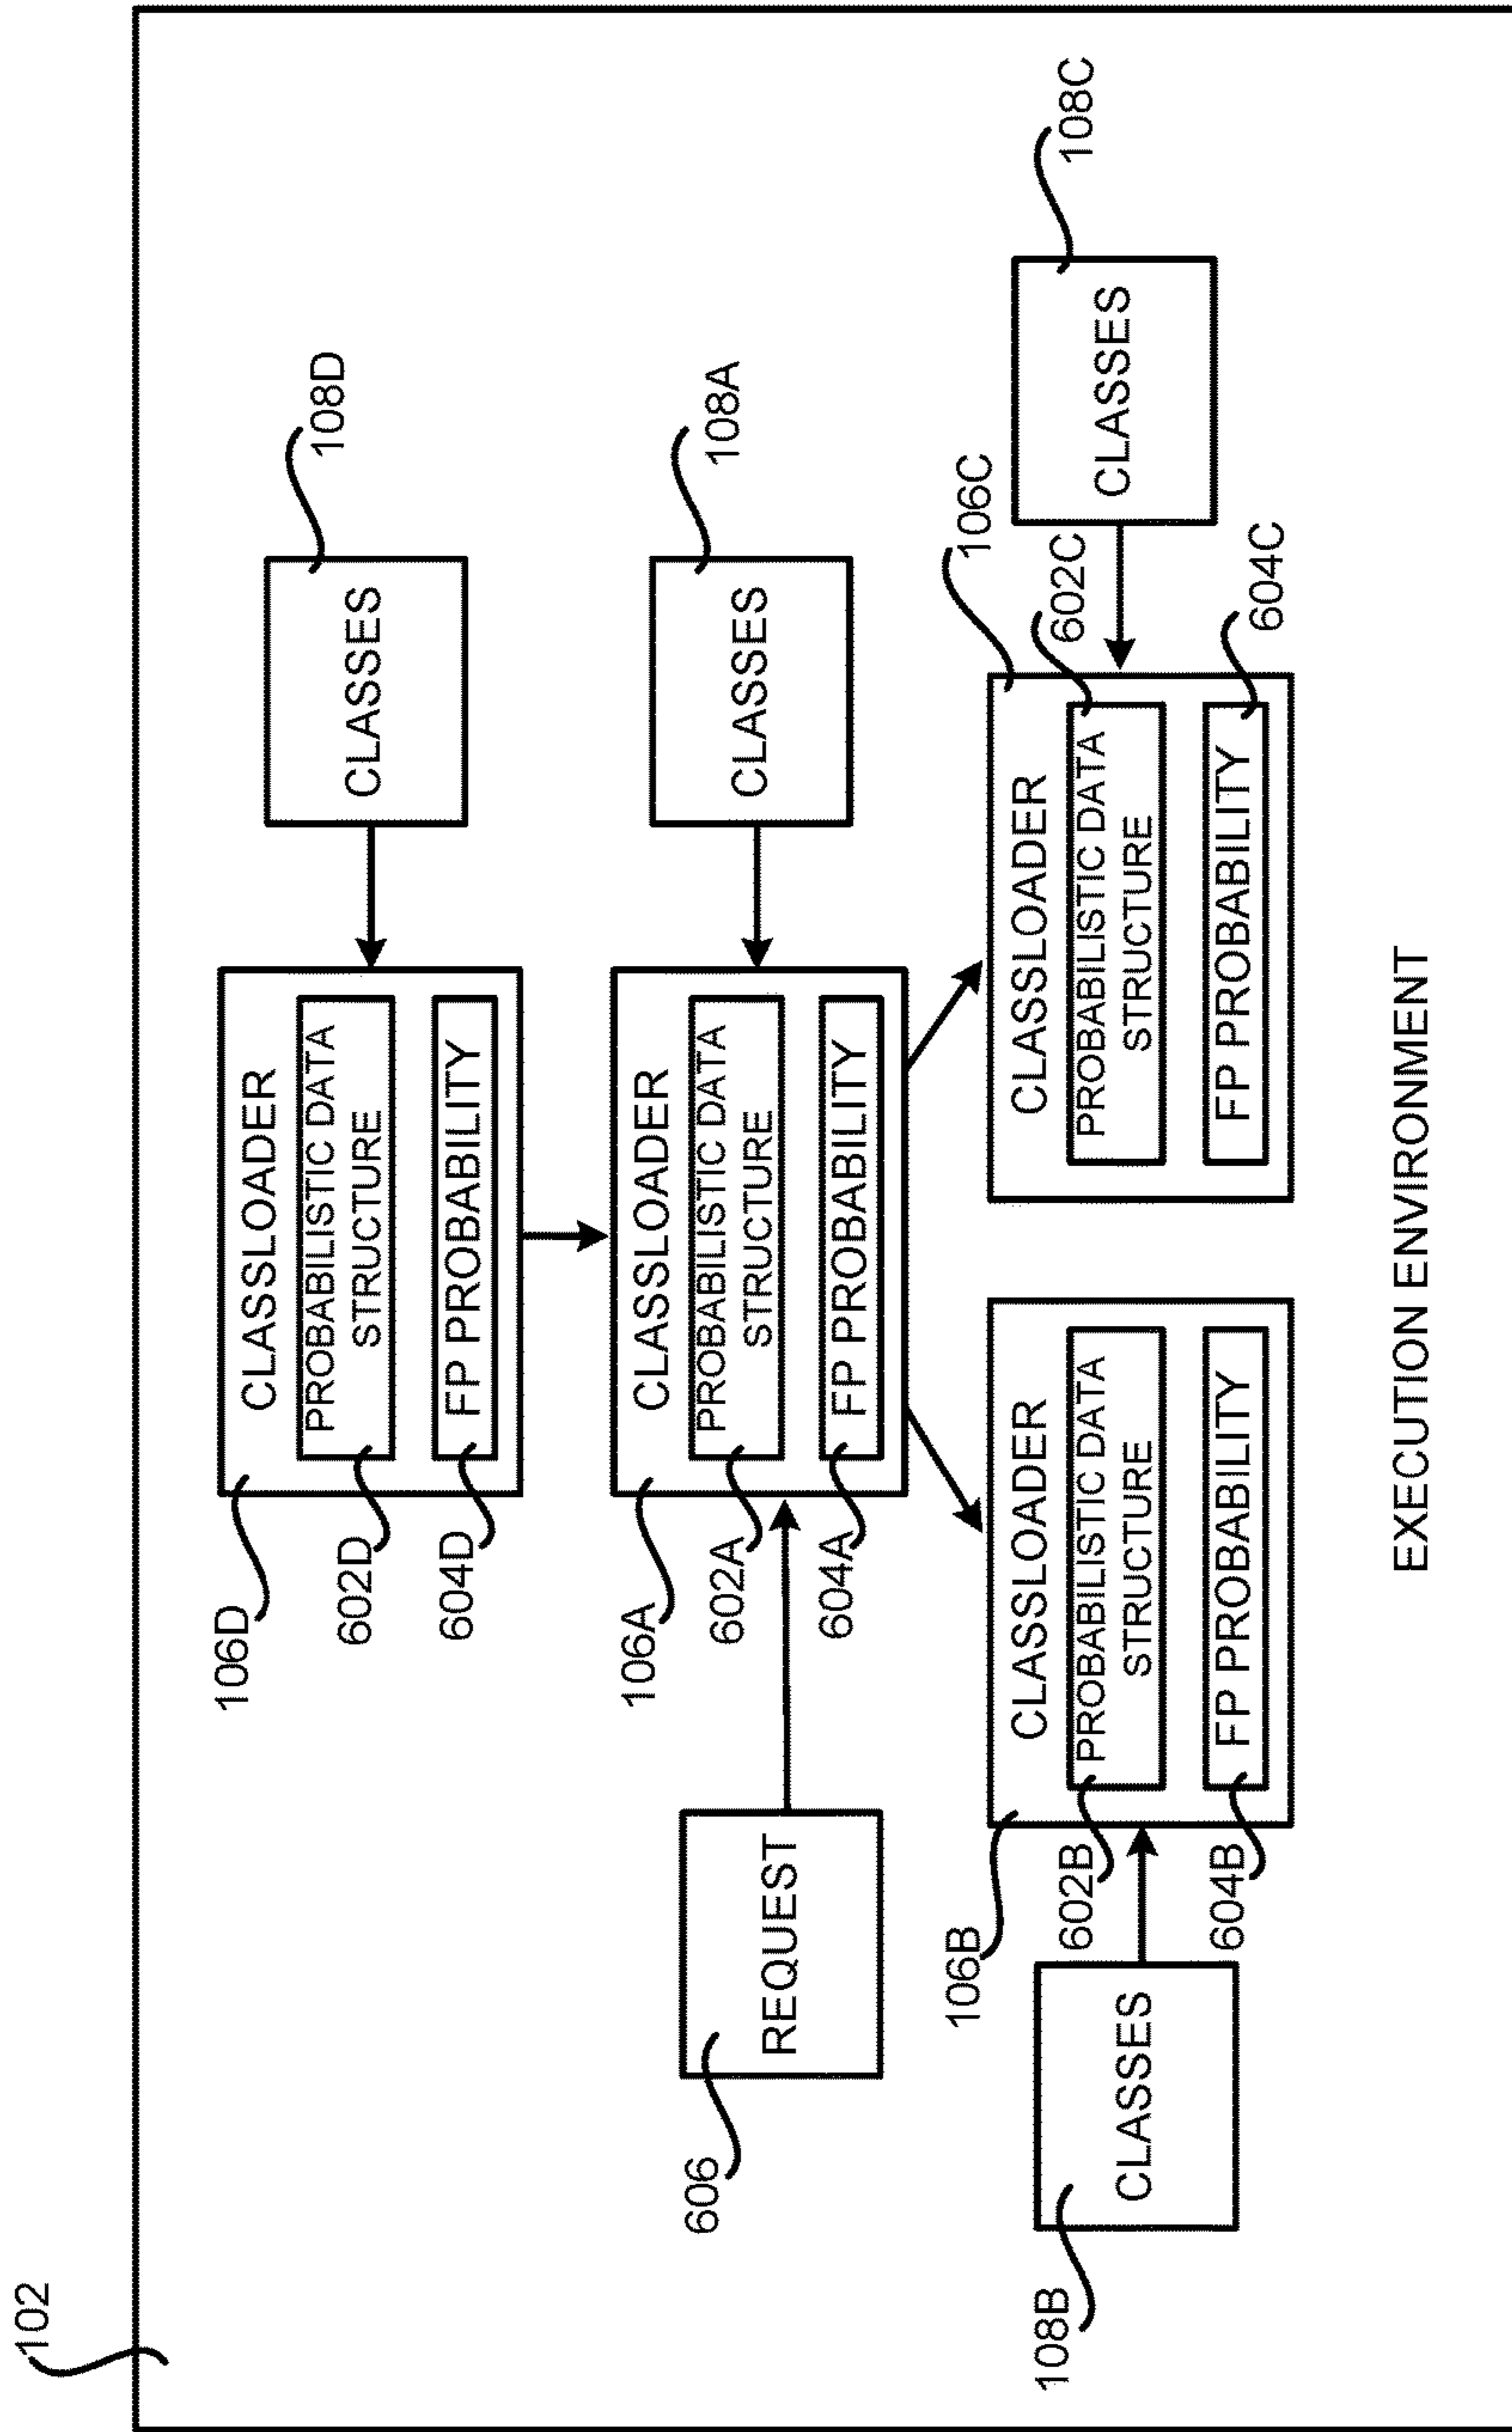 102
106D
CLASSLOADER
602D
PROBABILISTIC DATA
STRUCTURE
604D
FP PROBABILITY
CLASSES
108D
606
REQUEST
106A
CLASSLOADER
602A
PROBABILISTIC DATA
STRUCTURE
604A
FP PROBABILITY
CLASSES
108A
108B
CLASSES
106B
CLASSLOADER
602B
PROBABILISTIC DATA
STRUCTURE
604B
FP PROBABILITY
106C
CLASSLOADER
602C
PROBABILISTIC DATA
STRUCTURE
604C
FP PROBABILITY
CLASSES
108C
EXECUTION ENVIRONMENT